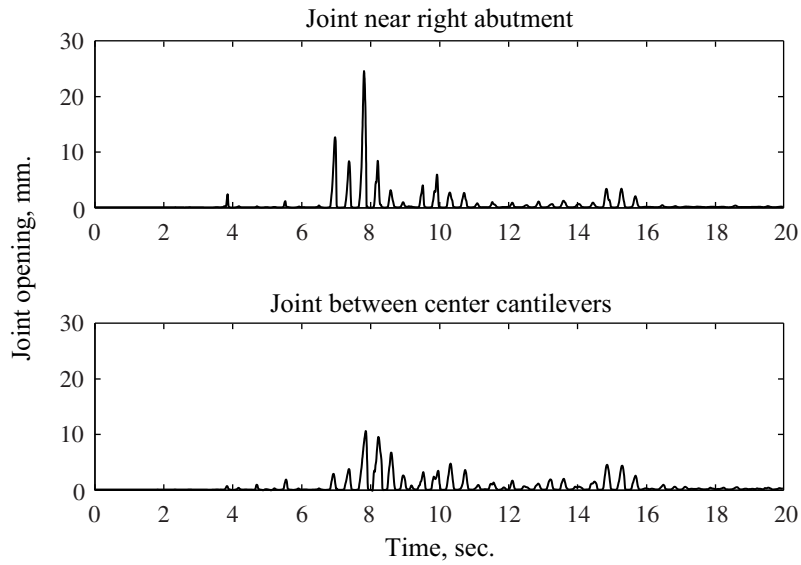 Joint near right abutment
30
20
10
0
0 2 4 6 8 10 12 14 16 18 20
Joint opening, mm.
Joint between center cantilevers
30
20
10
0
0 2 4 6 8 10 12 14 16 18 20
Time, sec.